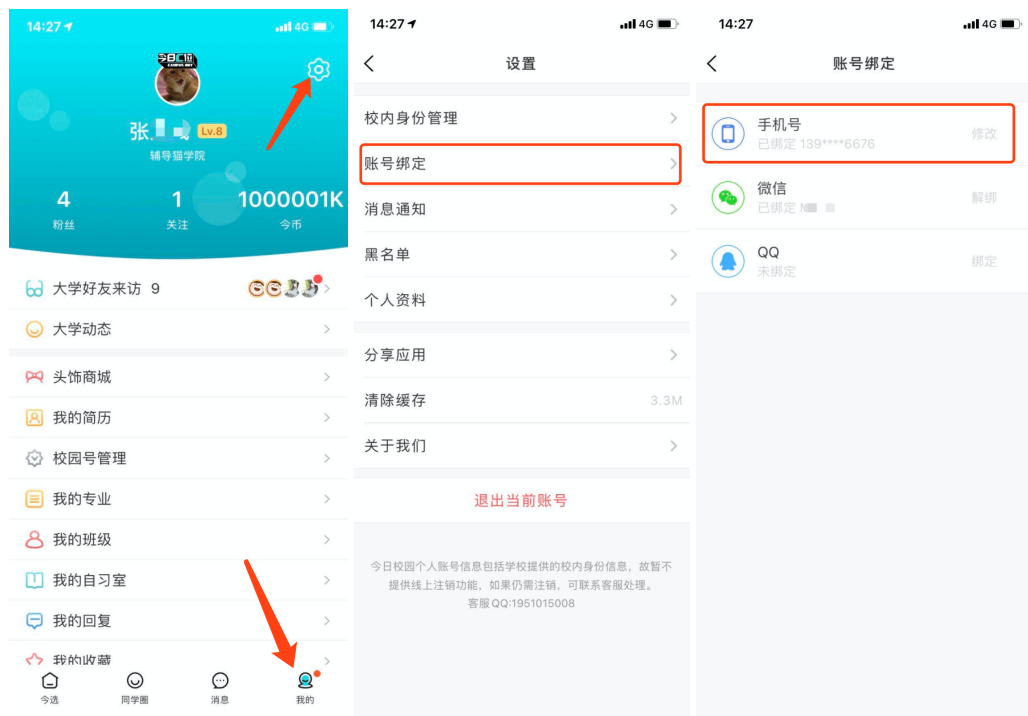 14:27
4G
今日校园
CAMPUS DAY
张
Lv.8
辅导猫学院
4
1
1000001K
粉丝
关注
今币
大学好友来访 9
大学动态
头饰商城
我的简历
校园号管理
我的专业
我的班级
我的自习室
我的回复
我的收藏
今选
同学圈
消息
我的
14:27
4G
设置
校内身份管理
账号绑定
消息通知
黑名单
个人资料
分享应用
清除缓存
3.3M
关于我们
退出当前账号
今日校园个人账号信息包括学校提供的校内身份信息，故暂不
提供线上注销功能，如果仍需注销，可联系客服处理。
客服QQ:1951015008
14:27
4G
账号绑定
手机号
已绑定 139****6676
修改
微信
已绑定
解绑
QQ
未绑定
绑定